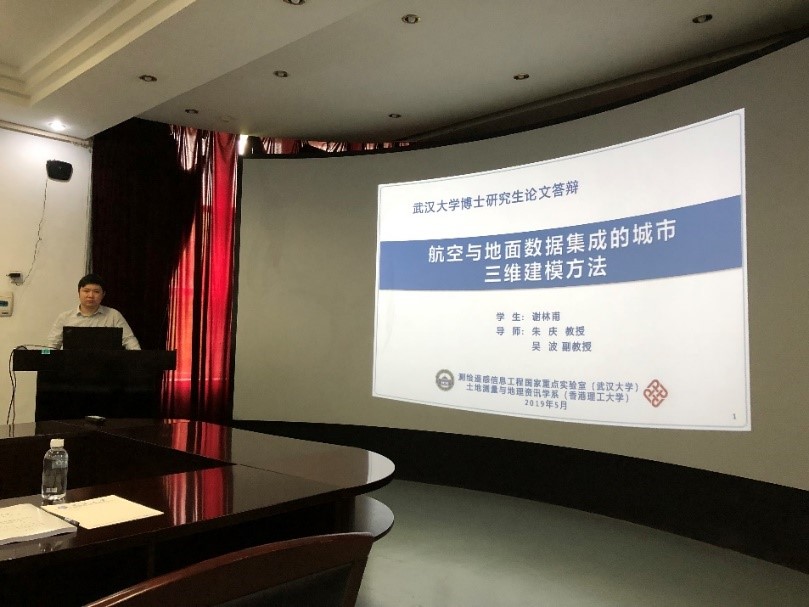 武汉大学博士研究生论文答辩
航空与地面数据集成的城市
三维建模方法
学 生： 谢林甫
导 师： 朱 庆 教授
吴 波 副教授
测绘遥感信息工程国家重点实验室（武汉大学）
土地测量与地理资讯学系（香港理工大学）
2019年5月
1